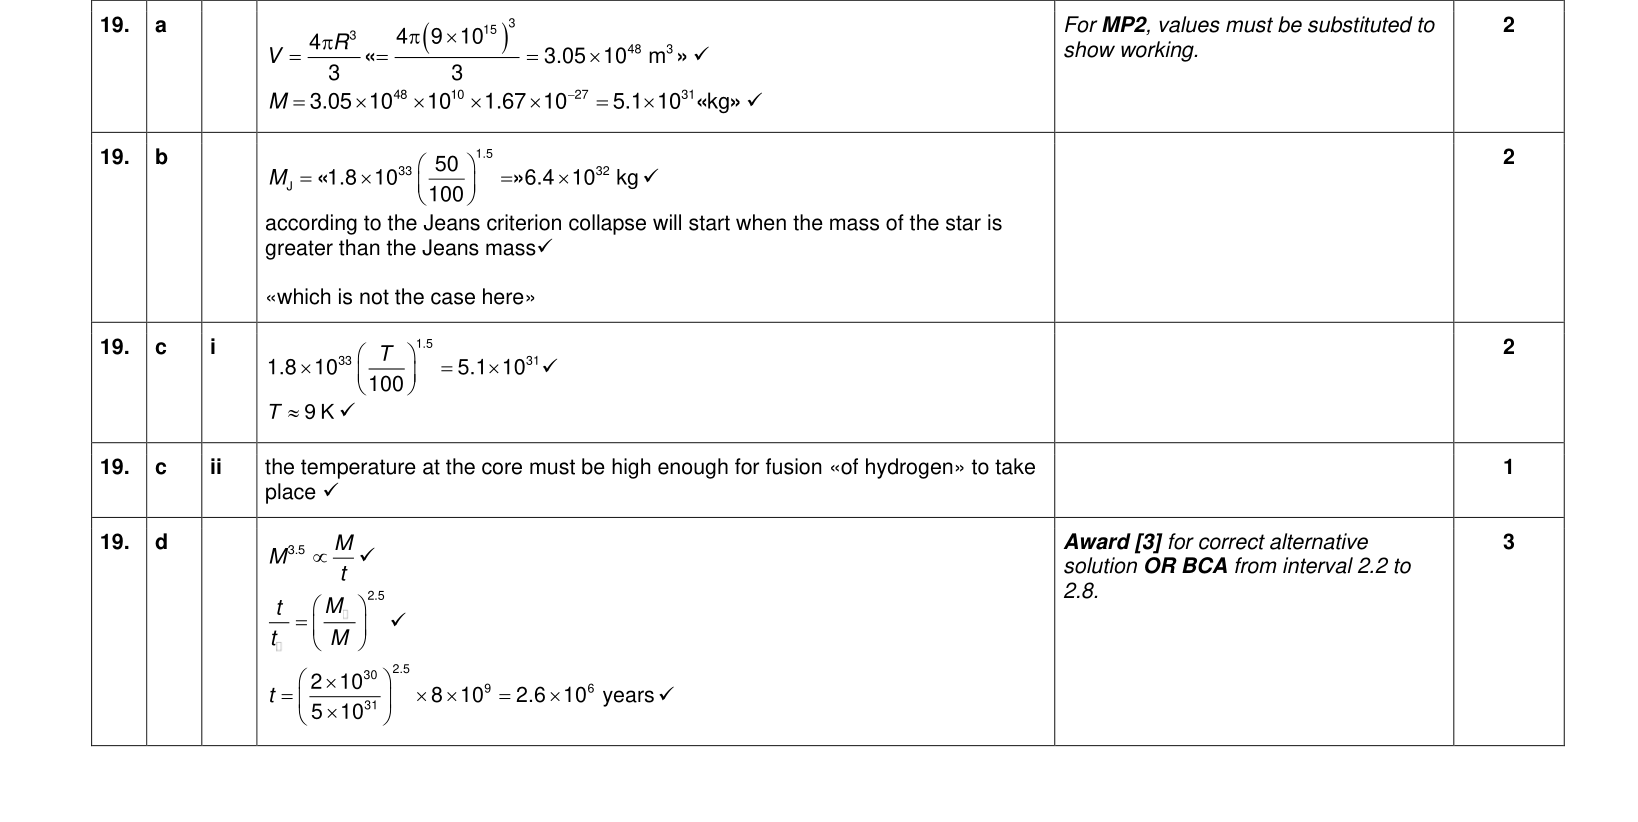 19. a V = 4πR³/3 «= 4π(9×10¹⁵)³/3 = 3.05×10⁴⁸ m³» ✓ For MP2, values must be substituted to show working. 2
M = 3.05×10⁴⁸ ×10¹⁰ ×1.67×10⁻²⁷ = 5.1×10³¹ «kg» ✓
19. b M_J = «1.8×10³³ (50/100)^1.5 =»6.4×10³² kg ✓ 2
according to the Jeans criterion collapse will start when the mass of the star is
greater than the Jeans mass✓
«which is not the case here»
19. c i 1.8×10³³ (T/100)^1.5 = 5.1×10³¹ ✓ 2
T ≈ 9 K ✓
19. c ii the temperature at the core must be high enough for fusion «of hydrogen» to take 1
place ✓
19. d M^3.5 ∝ M/t ✓ Award [3] for correct alternative 3
solution OR BCA from interval 2.2 to
2.8.
t/t▯ = (M▯/M)^2.5 ✓
t = (2×10³⁰/5×10³¹)^2.5 ×8×10⁹ = 2.6×10⁶ years ✓